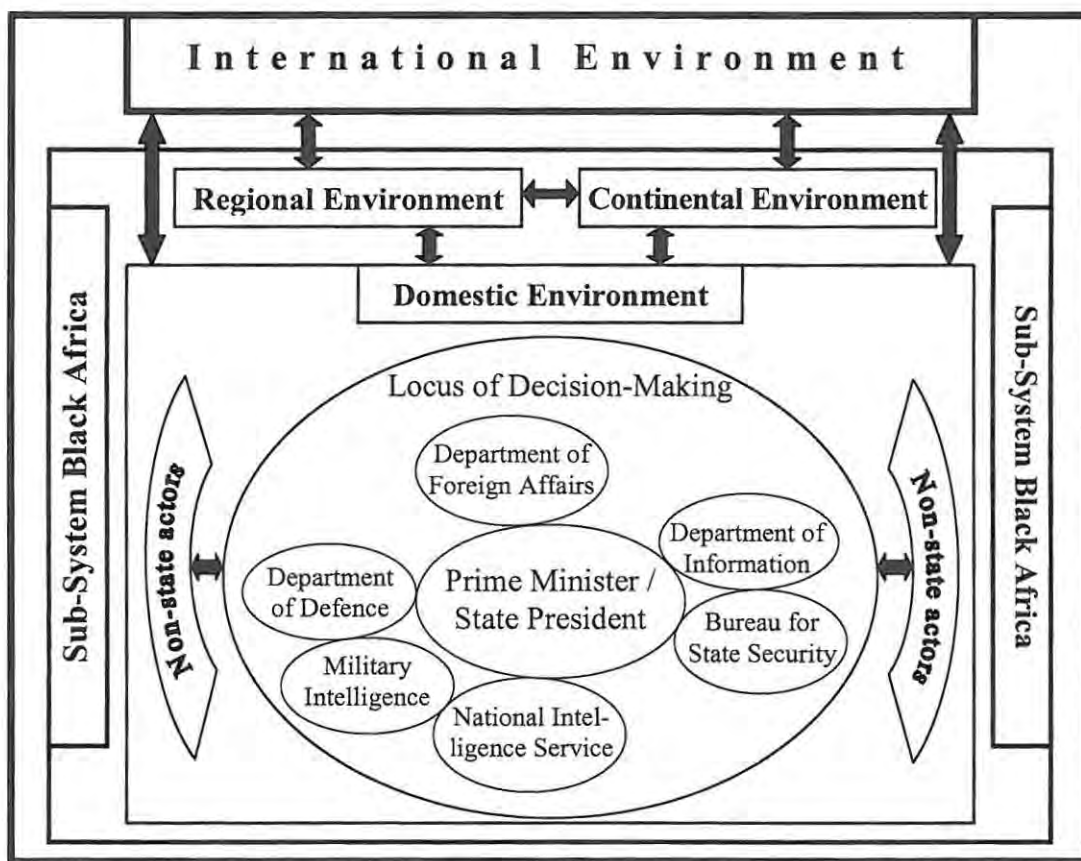 International Environment
Regional Environment
Continental Environment
Domestic Environment
Sub-System Black Africa
Sub-System Black Africa
Non-state actors
Non-state actors
Locus of Decision-Making
Department of
Foreign Affairs
Department of
Information
Department
of Defence
Prime Minister /
State President
Bureau for
State Security
Military
Intelligence
National Intel-
ligence Service